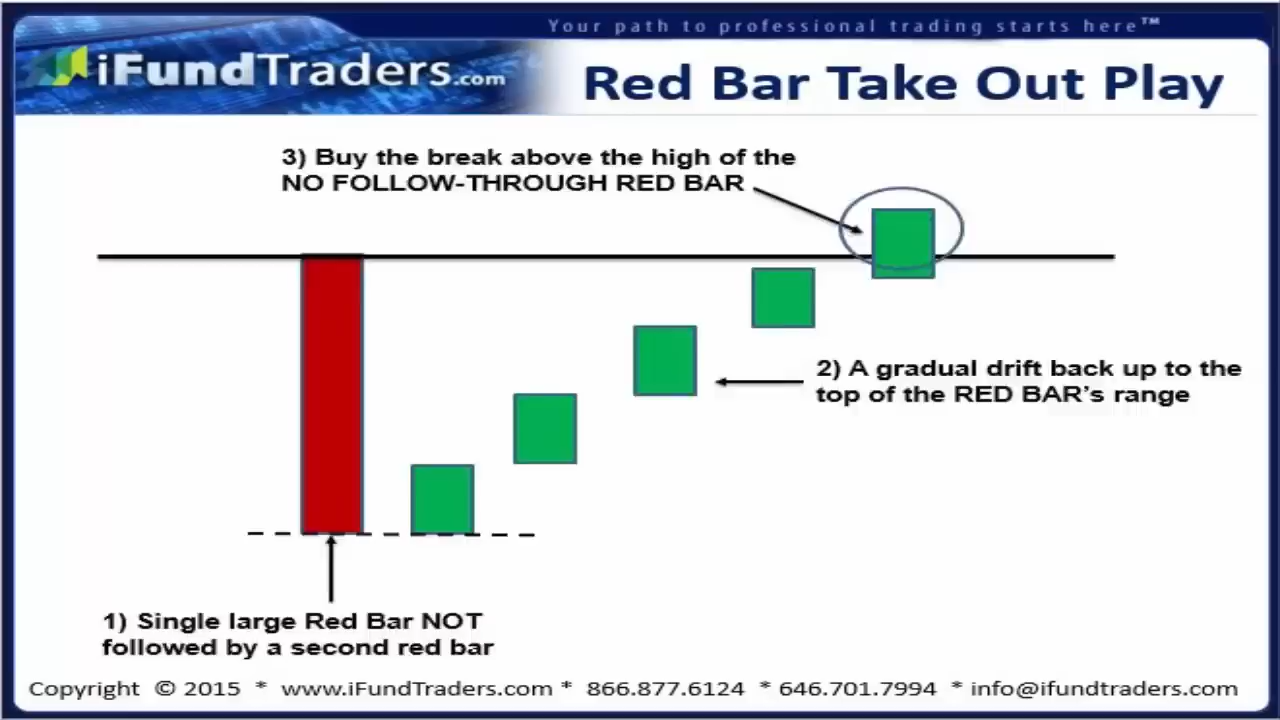 Your path to professional trading starts here™
iFundTraders.com
Red Bar Take Out Play
3) Buy the break above the high of the
NO FOLLOW-THROUGH RED BAR
2) A gradual drift back up to the
top of the RED BAR's range
1) Single large Red Bar NOT
followed by a second red bar
Copyright © 2015 * www.iFundTraders.com * 866.877.6124 * 646.701.7994 * info@ifundtraders.com